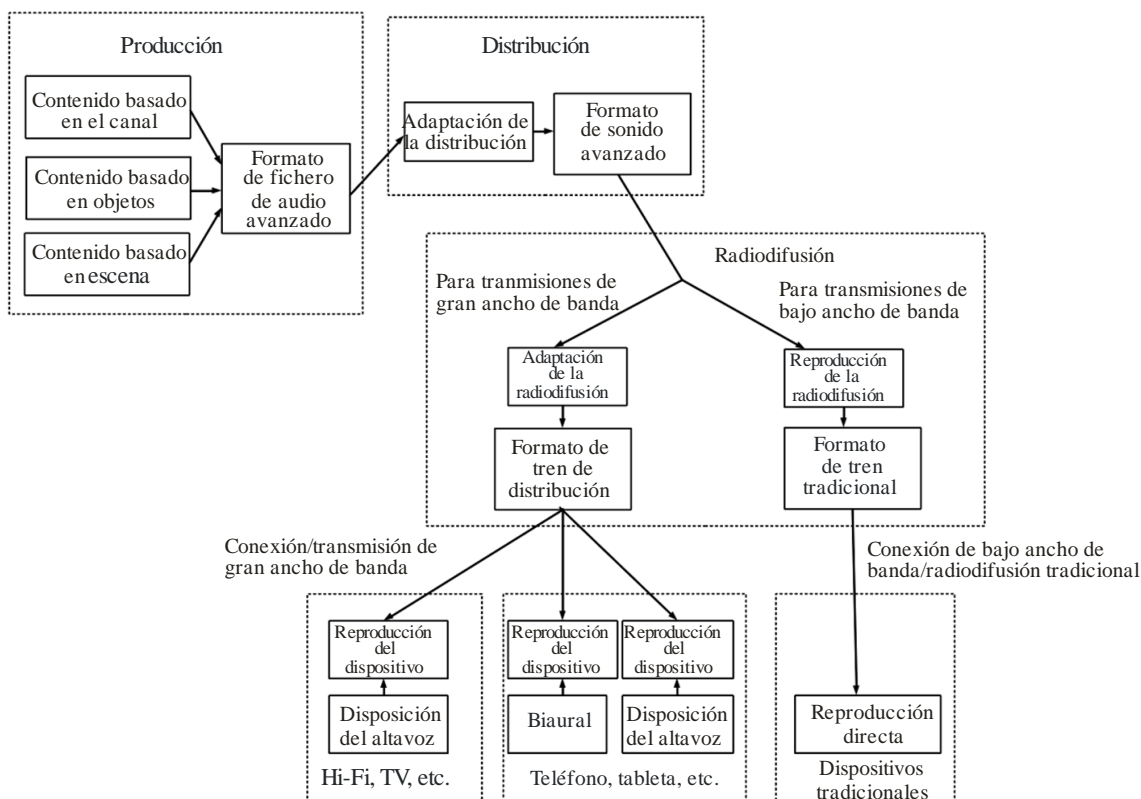 Producción
Contenido basado
en el canal
Contenido basado
en objetos
Contenido basado
en escena
Formato
de fichero
de audio
avanzado
Distribución
Adaptación de
la distribución
Formato
de sonido
avanzado
Radiodifusión
Para tranmisiones de
gran ancho de banda
Para transmisiones de
bajo ancho de banda
Adaptación
de la
radiodifusión
Reproducción
de la
radiodifusión
Formato de
tren de
distribución
Formato
de tren
tradicional
Conexión/transmisión de
gran ancho de banda
Conexión de bajo ancho de
banda/radiodifusión tradicional
Reproducción
del
dispositivo
Disposición
del altavoz
Hi-Fi, TV, etc.
Reproducción
del
dispositivo
Biaural
Reproducción
del
dispositivo
Disposición
del altavoz
Teléfono, tableta, etc.
Reproducción
directa
Dispositivos
tradicionales